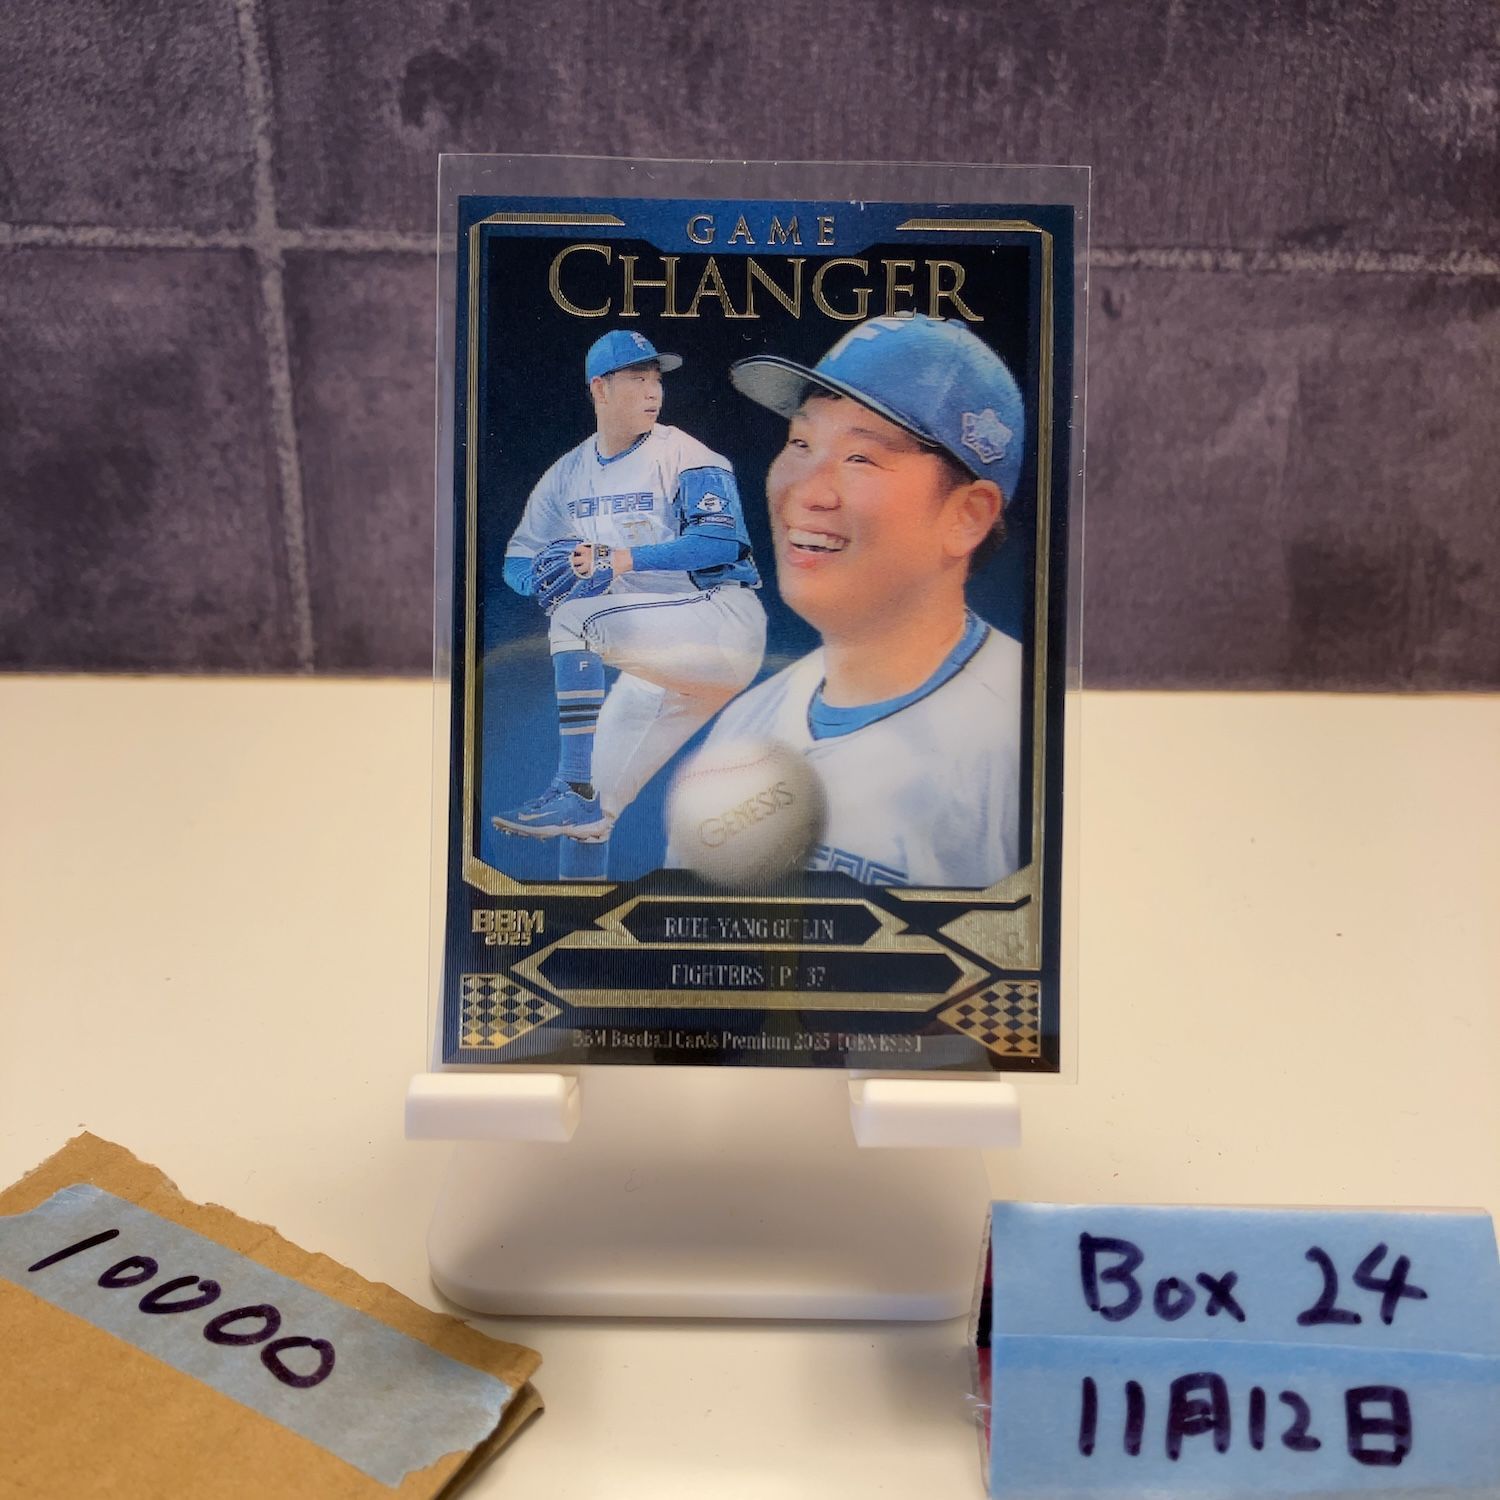 GAME
CHANGER
FIGHTERS
F
GENESIS
BBM
2025
RUEI-YANG GU LIN
FIGHTERS [P] 37
BBM Baseball Cards Premium 2025 [GENESIS]
10000
Box 24
11月12日